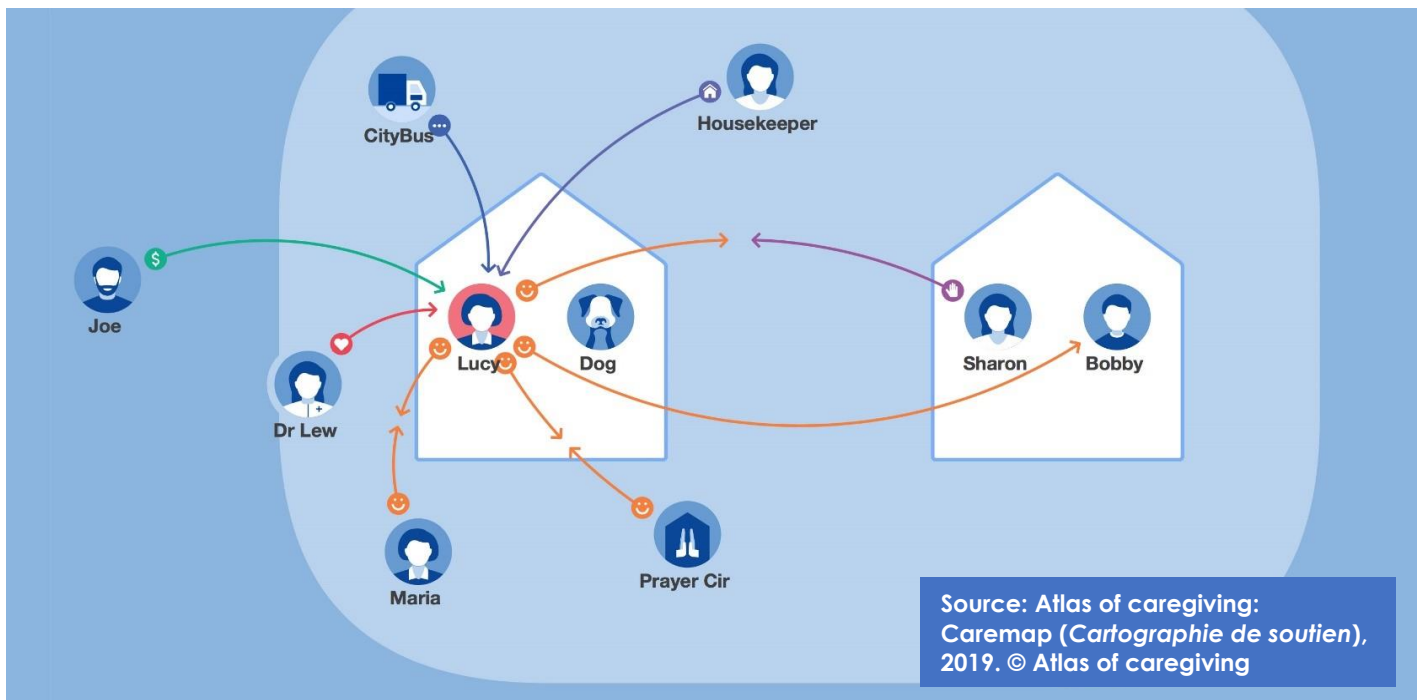 CityBus
Housekeeper
$
Joe
Lucy
Dog
Sharon
Bobby
Dr Lew
Maria
Prayer Cir
Source: Atlas of caregiving:
Caremap (Cartographie de soutien),
2019. © Atlas of caregiving